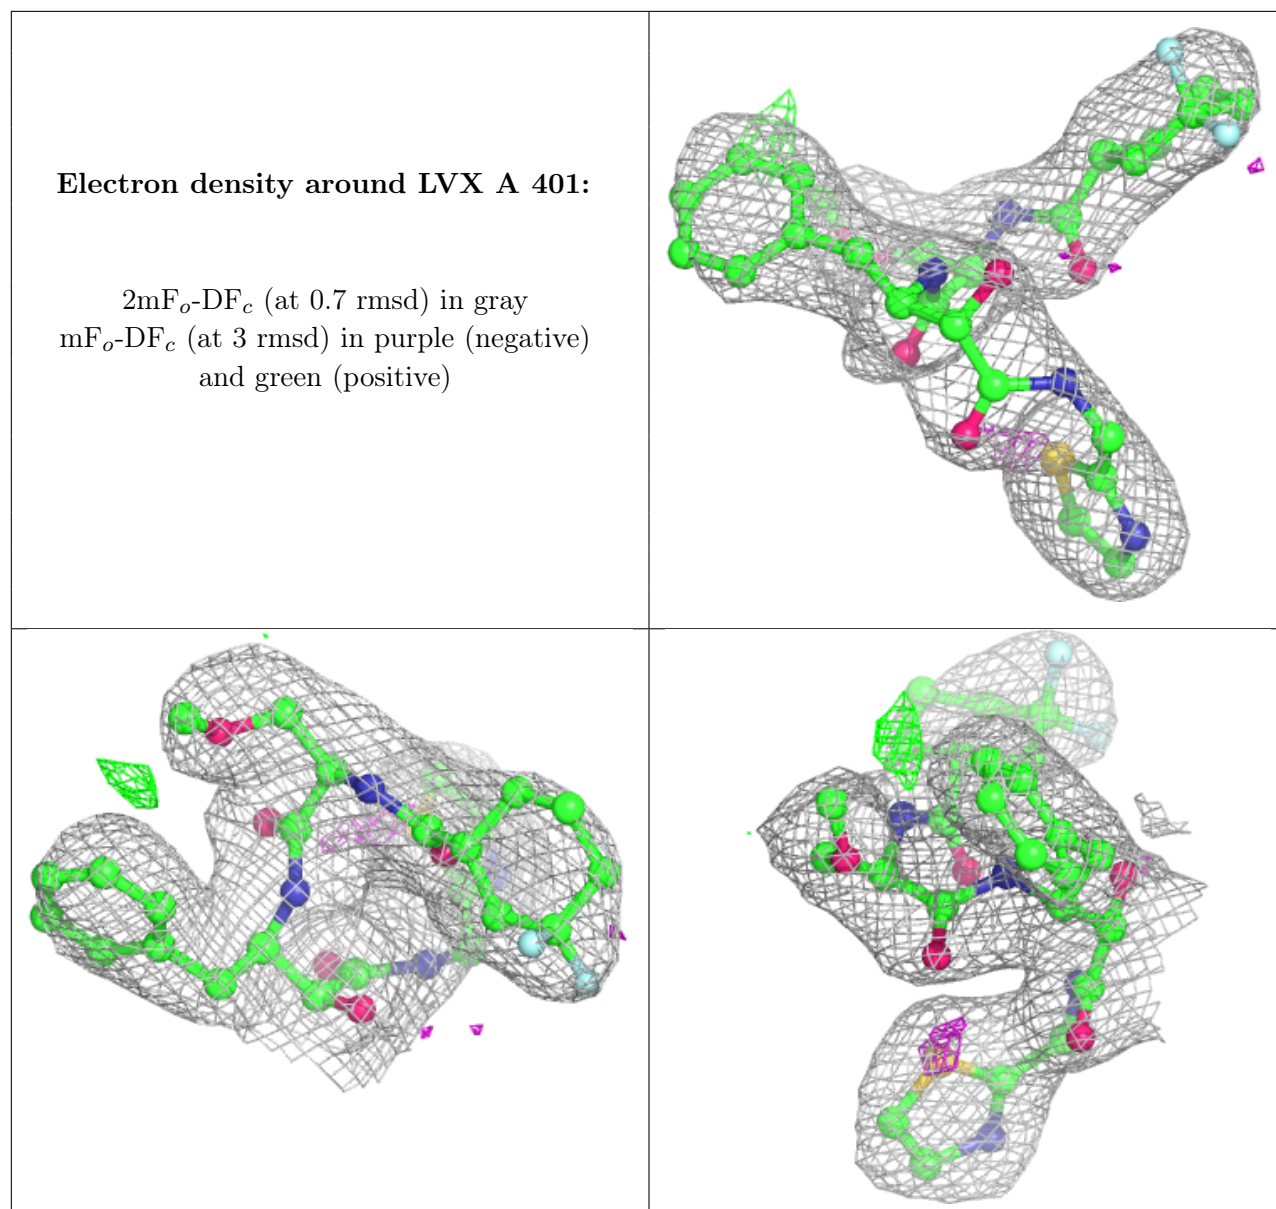 Electron density around LVX A 401:
2mFo-DFc (at 0.7 rmsd) in gray
mFo-DFc (at 3 rmsd) in purple (negative)
and green (positive)